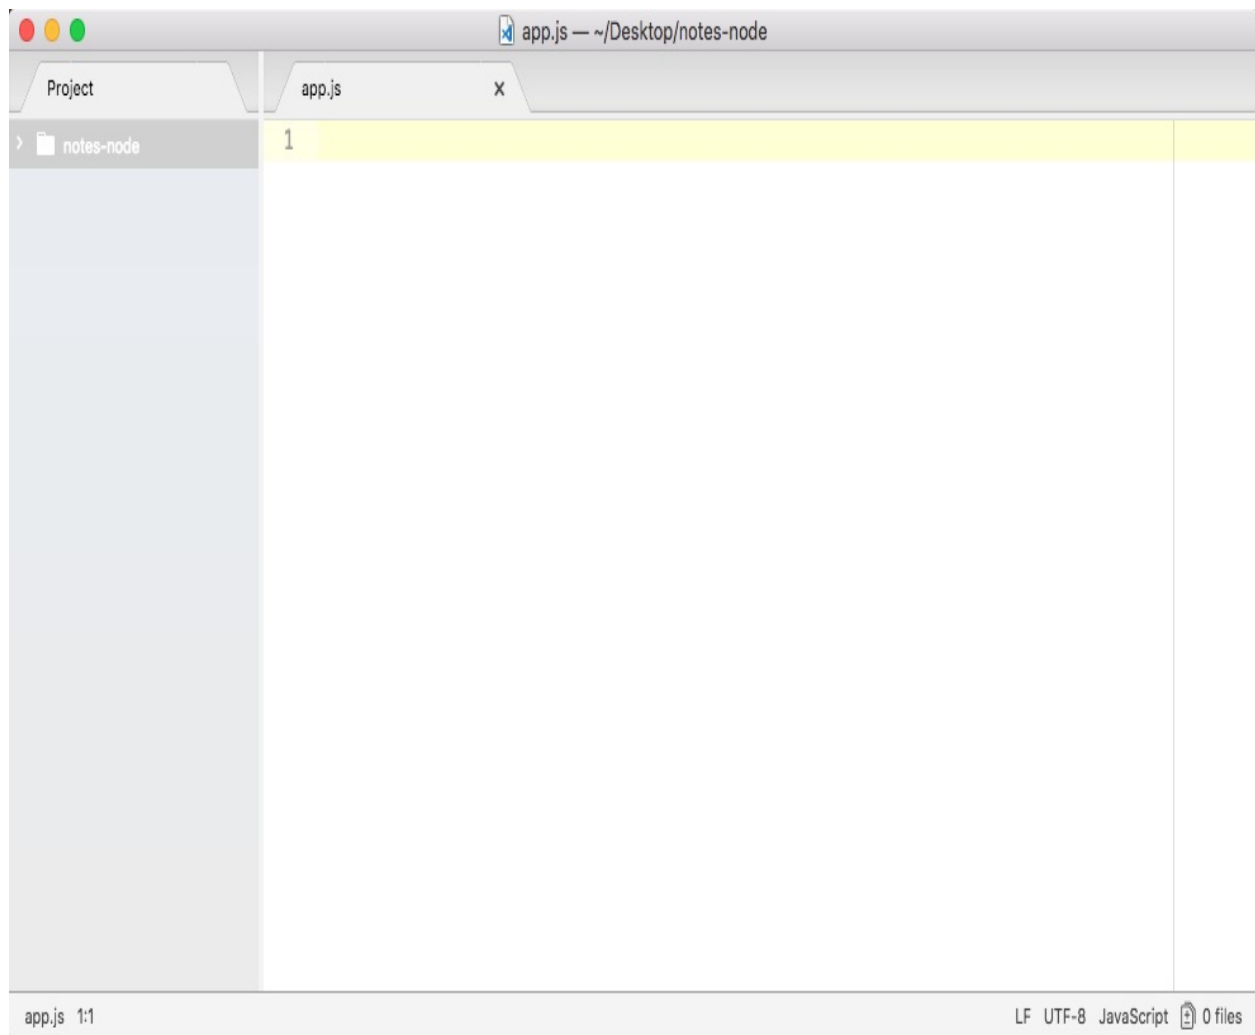 app.js — ~/Desktop/notes-node
Project
app.js
notes-node
1
app.js 1:1
LF UTF-8 JavaScript 0 files